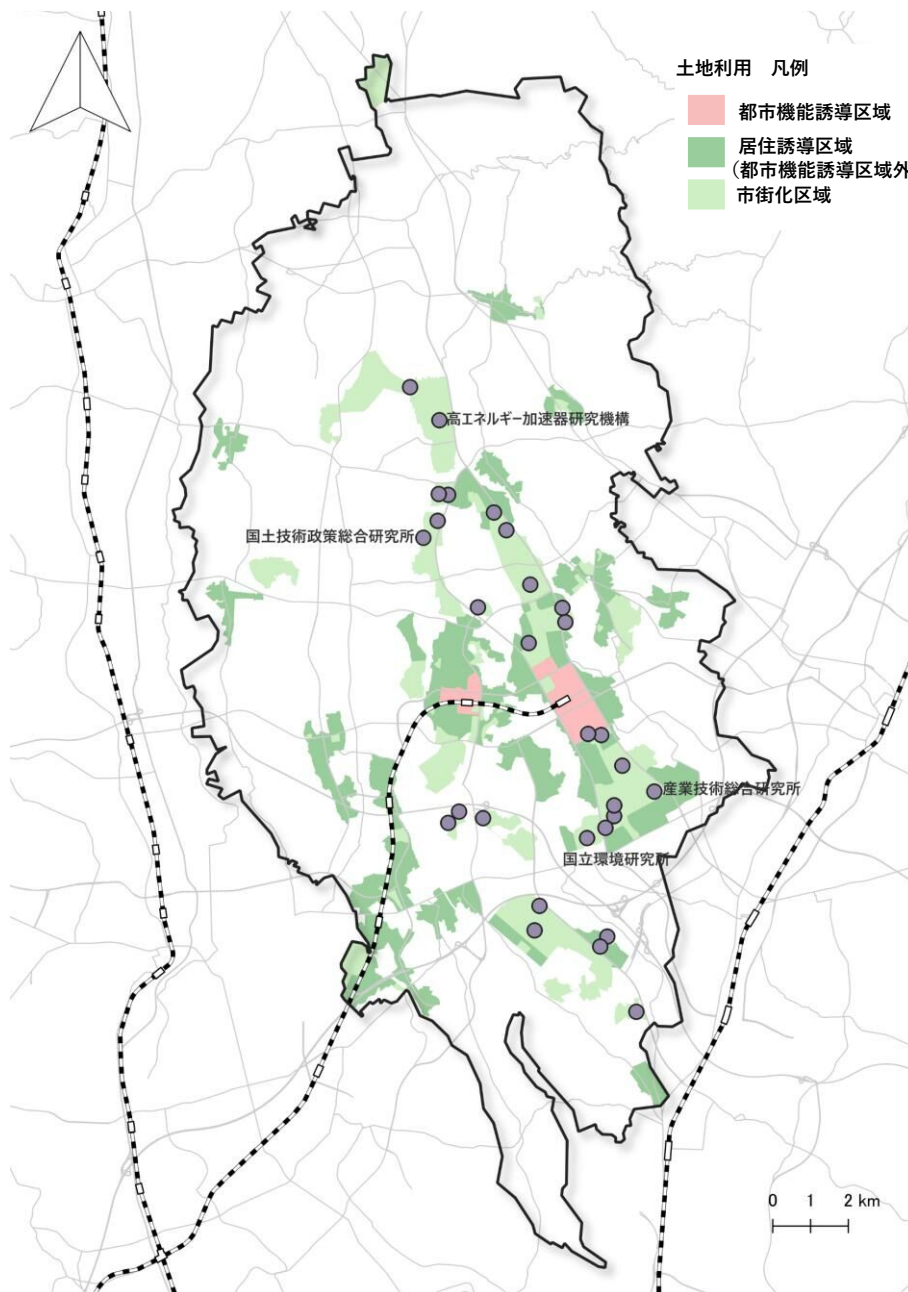 土地利用 凡例
都市機能誘導区域
居住誘導区域
(都市機能誘導区域外
市街化区域
高エネルギー加速器研究機構
国土技術政策総合研究所
産業技術総合研究所
国立環境研究所
0 1 2 km